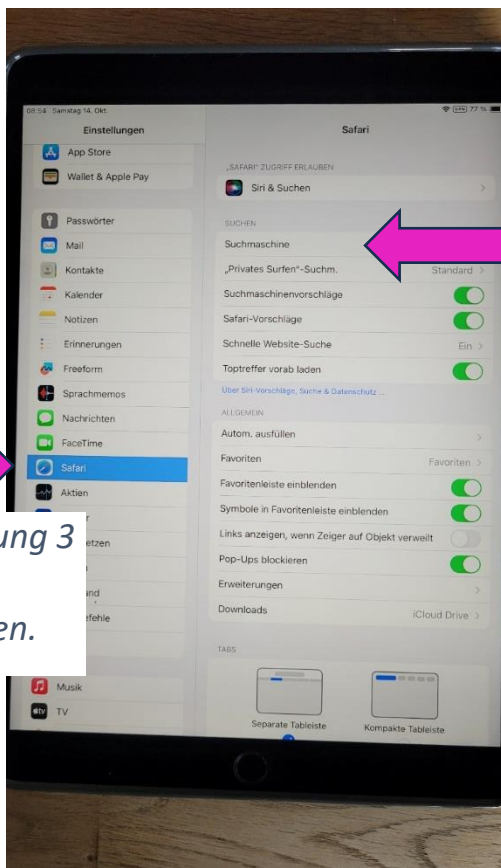 08:54 Samstag 14. Okt.
77 %
Einstellungen
App Store
Wallet & Apple Pay
Passwörter
Mail
Kontakte
Kalender
Notizen
Erinnerungen
Freeform
Sprachmemos
Nachrichten
FaceTime
Safari
Aktien
ung 3
en.
etzen
nd
efehle
Musik
TV
Safari
„SAFARI“ ZUGRIFF ERLAUBEN
Siri & Suchen
SUCHEN
Suchmaschine
„Privates Surfen“-Suchm. Standard >
Suchmaschinenvorschläge
Safari-Vorschläge
Schnelle Website-Suche Ein >
Toptreffer vorab laden
Über Siri-Vorschläge, Suche & Datenschutz ...
ALLGEMEIN
Autom. ausfüllen
Favoriten Favoriten >
Favoritenleiste einblenden
Symbole in Favoritenleiste einblenden
Links anzeigen, wenn Zeiger auf Objekt verweilt
Pop-Ups blockieren
Erweiterungen
Downloads iCloud Drive >
TABS
Separate Tableiste
Kompakte Tableiste